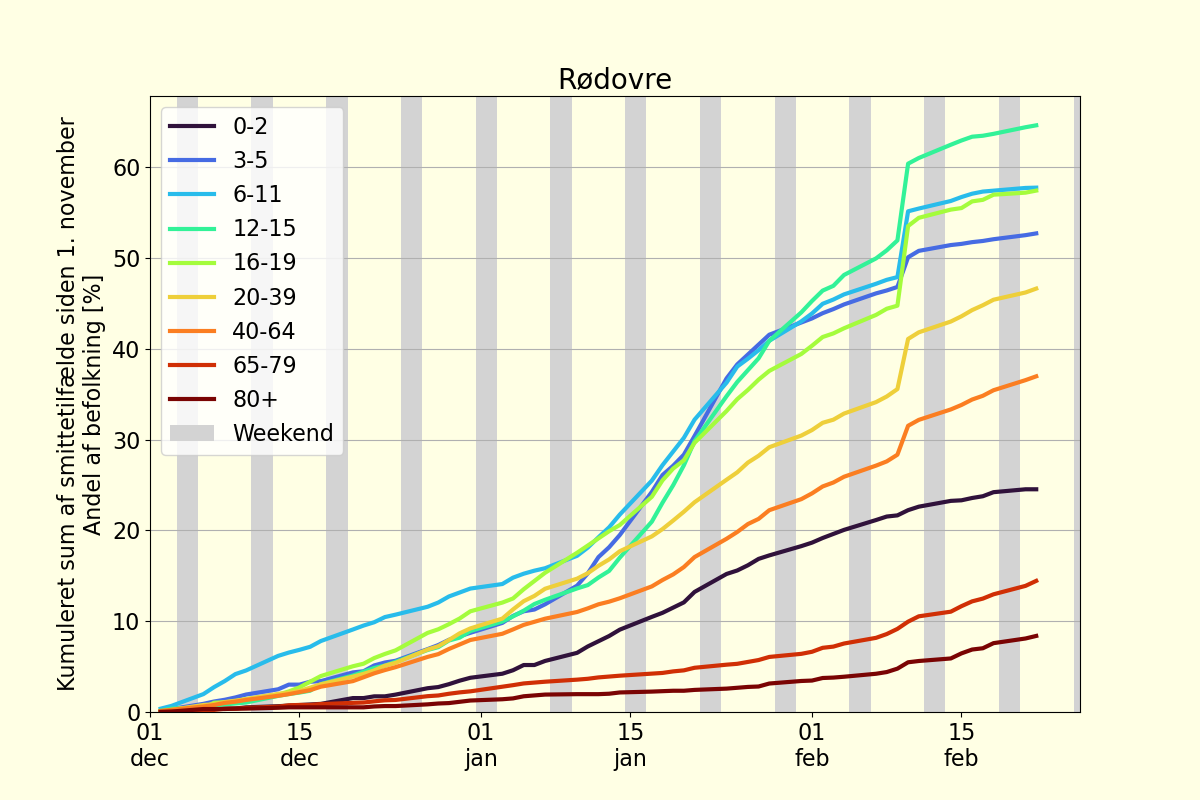 Rødovre
Kumuleret sum af smittetilfælde siden 1. november
Andel af befolkning [%]
0-2
3-5
6-11
12-15
16-19
20-39
40-64
65-79
80+
Weekend
60
50
40
30
20
10
0
01 15 01 15 01 15
dec dec jan jan feb feb